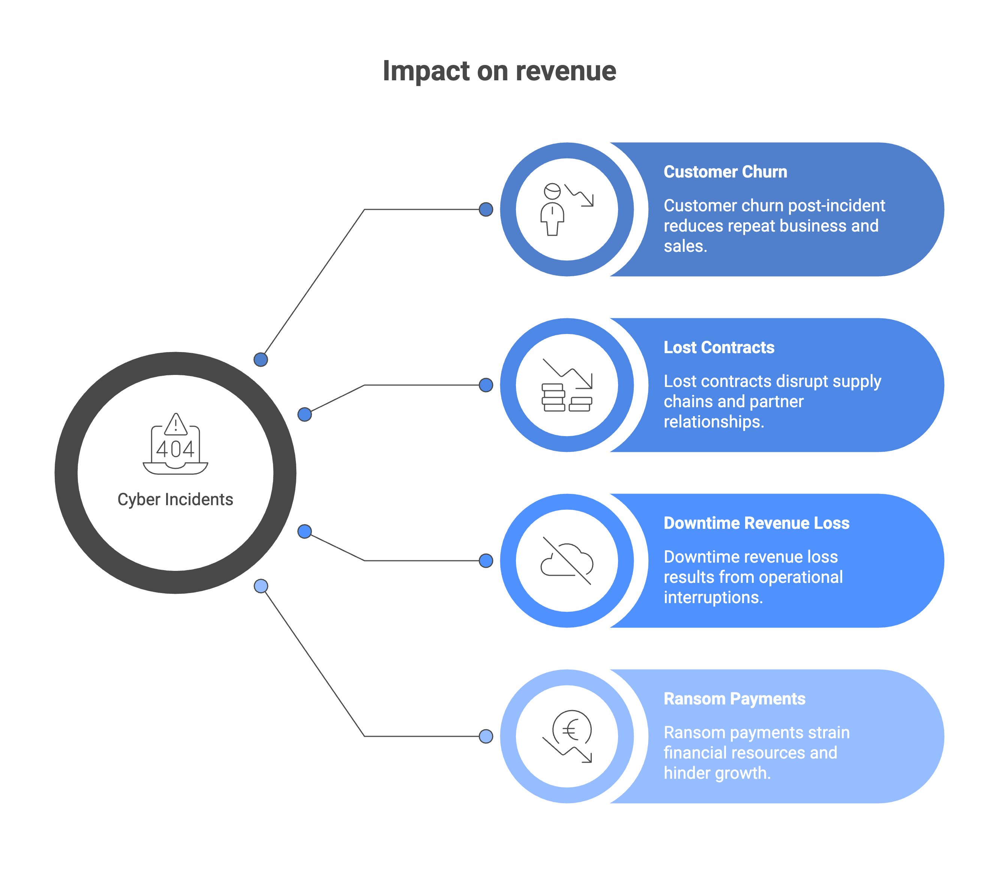 Impact on revenue
Customer Churn
Customer churn post-incident
reduces repeat business and
sales.
Lost Contracts
Lost contracts disrupt supply
chains and partner
relationships.
404
Cyber Incidents
Downtime Revenue Loss
Downtime revenue loss
results from operational
interruptions.
Ransom Payments
€
Ransom payments strain
financial resources and
hinder growth.